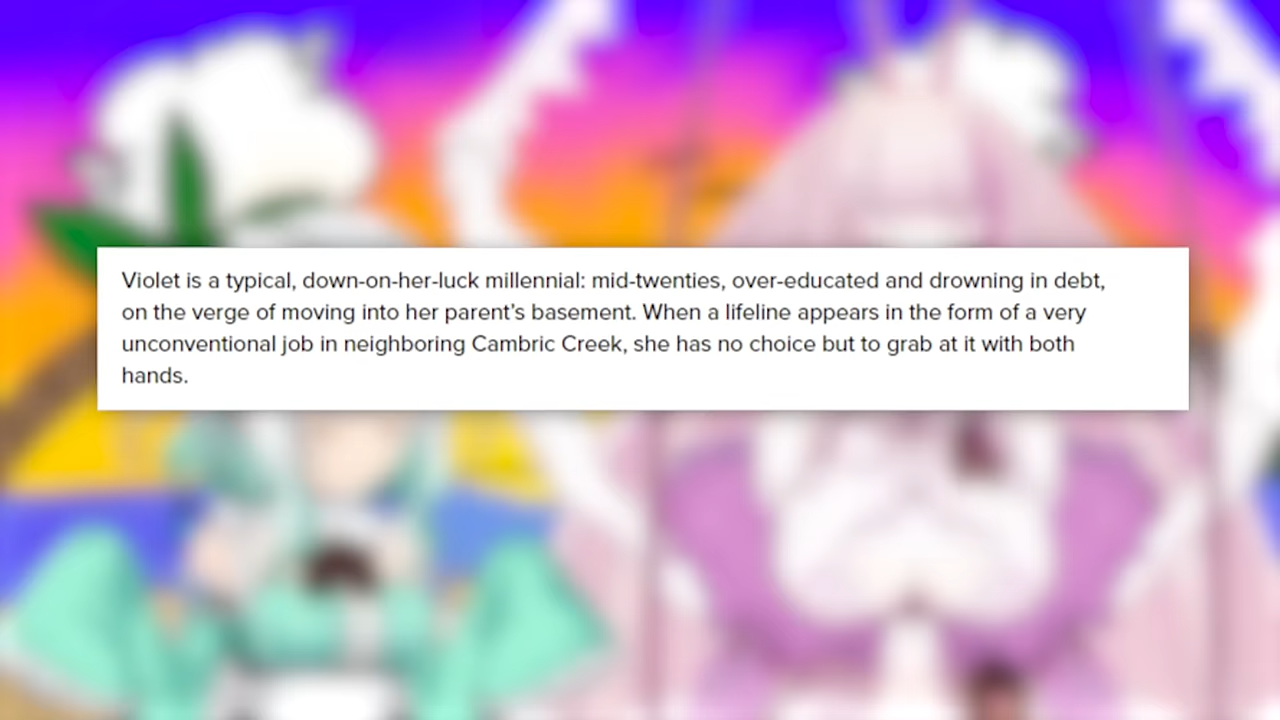 Violet is a typical, down-on-her-luck millennial: mid-twenties, over-educated and drowning in debt,
on the verge of moving into her parent’s basement. When a lifeline appears in the form of a very
unconventional job in neighboring Cambric Creek, she has no choice but to grab at it with both
hands.